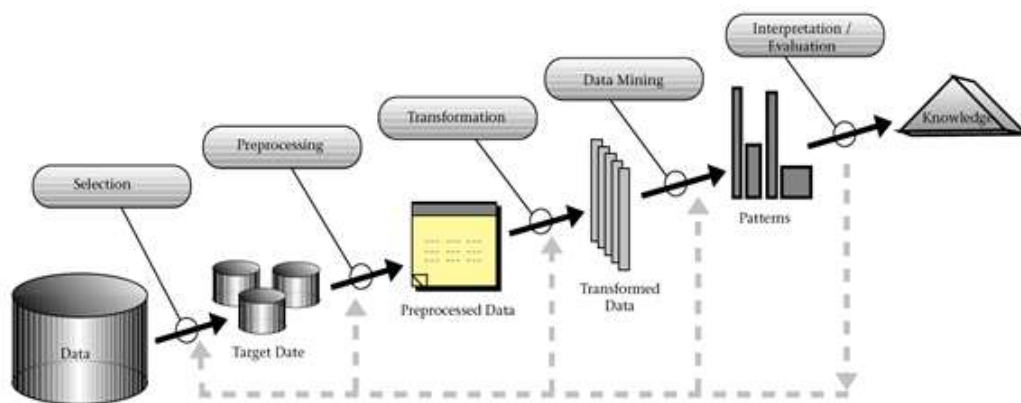 Interpretation /
Evaluation
Data Mining
Transformation
Preprocessing
Selection
Knowledge
Patterns
Transformed
Data
Preprocessed Data
Target Date
Data